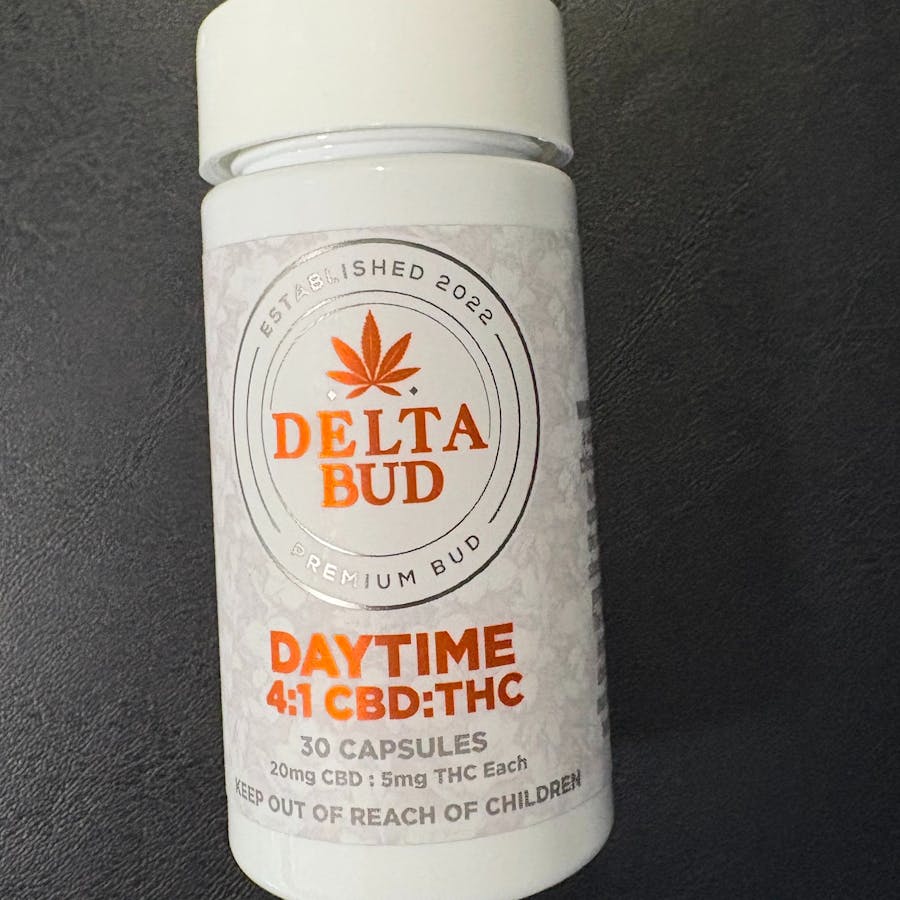 ESTABLISHED 2022
DELTA
BUD
PREMIUM BUD
DAYTIME
4:1 CBD:THC
30 CAPSULES
20mg CBD : 5mg THC Each
KEEP OUT OF REACH OF CHILDREN